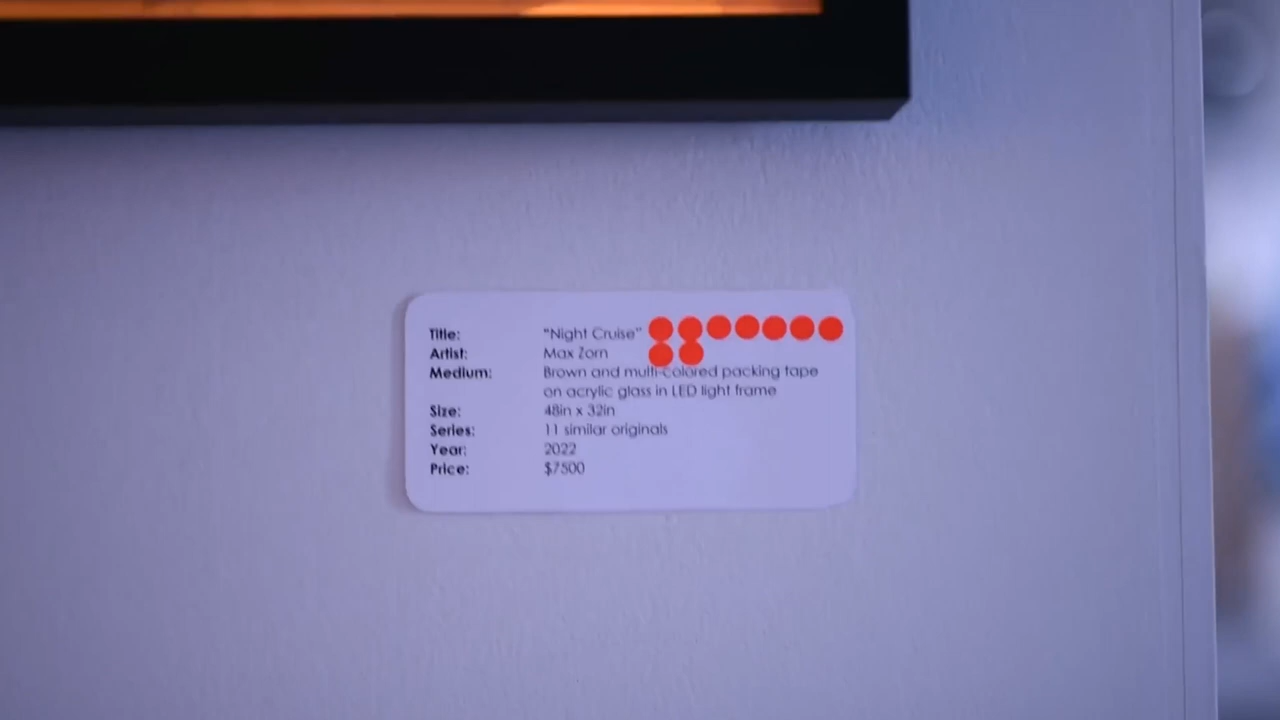 Title: "Night Cruise"
Artist: Max Zorn
Medium: Brown and multi-colored packing tape
on acrylic glass in LED light frame
Size: 48in x 32in
Series: 11 similar originals
Year: 2022
Price: $7500